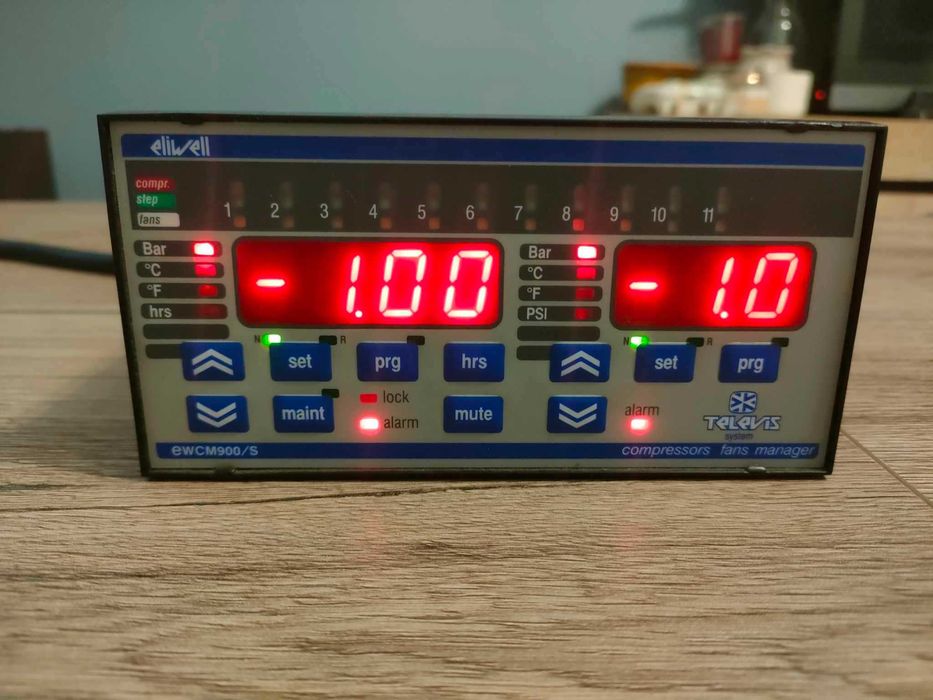 eliwell
compr.
step
fans
1 2 3 4 5 6 7 8 9 10 11
Bar
°C
°F
hrs
- 1.00
Bar
°C
°F
PSI
- 1.0
N R
set prg hrs
maint
lock
alarm
mute
N R
set prg
alarm
TELEVIS
system
EWCM900/S
compressors fans manager